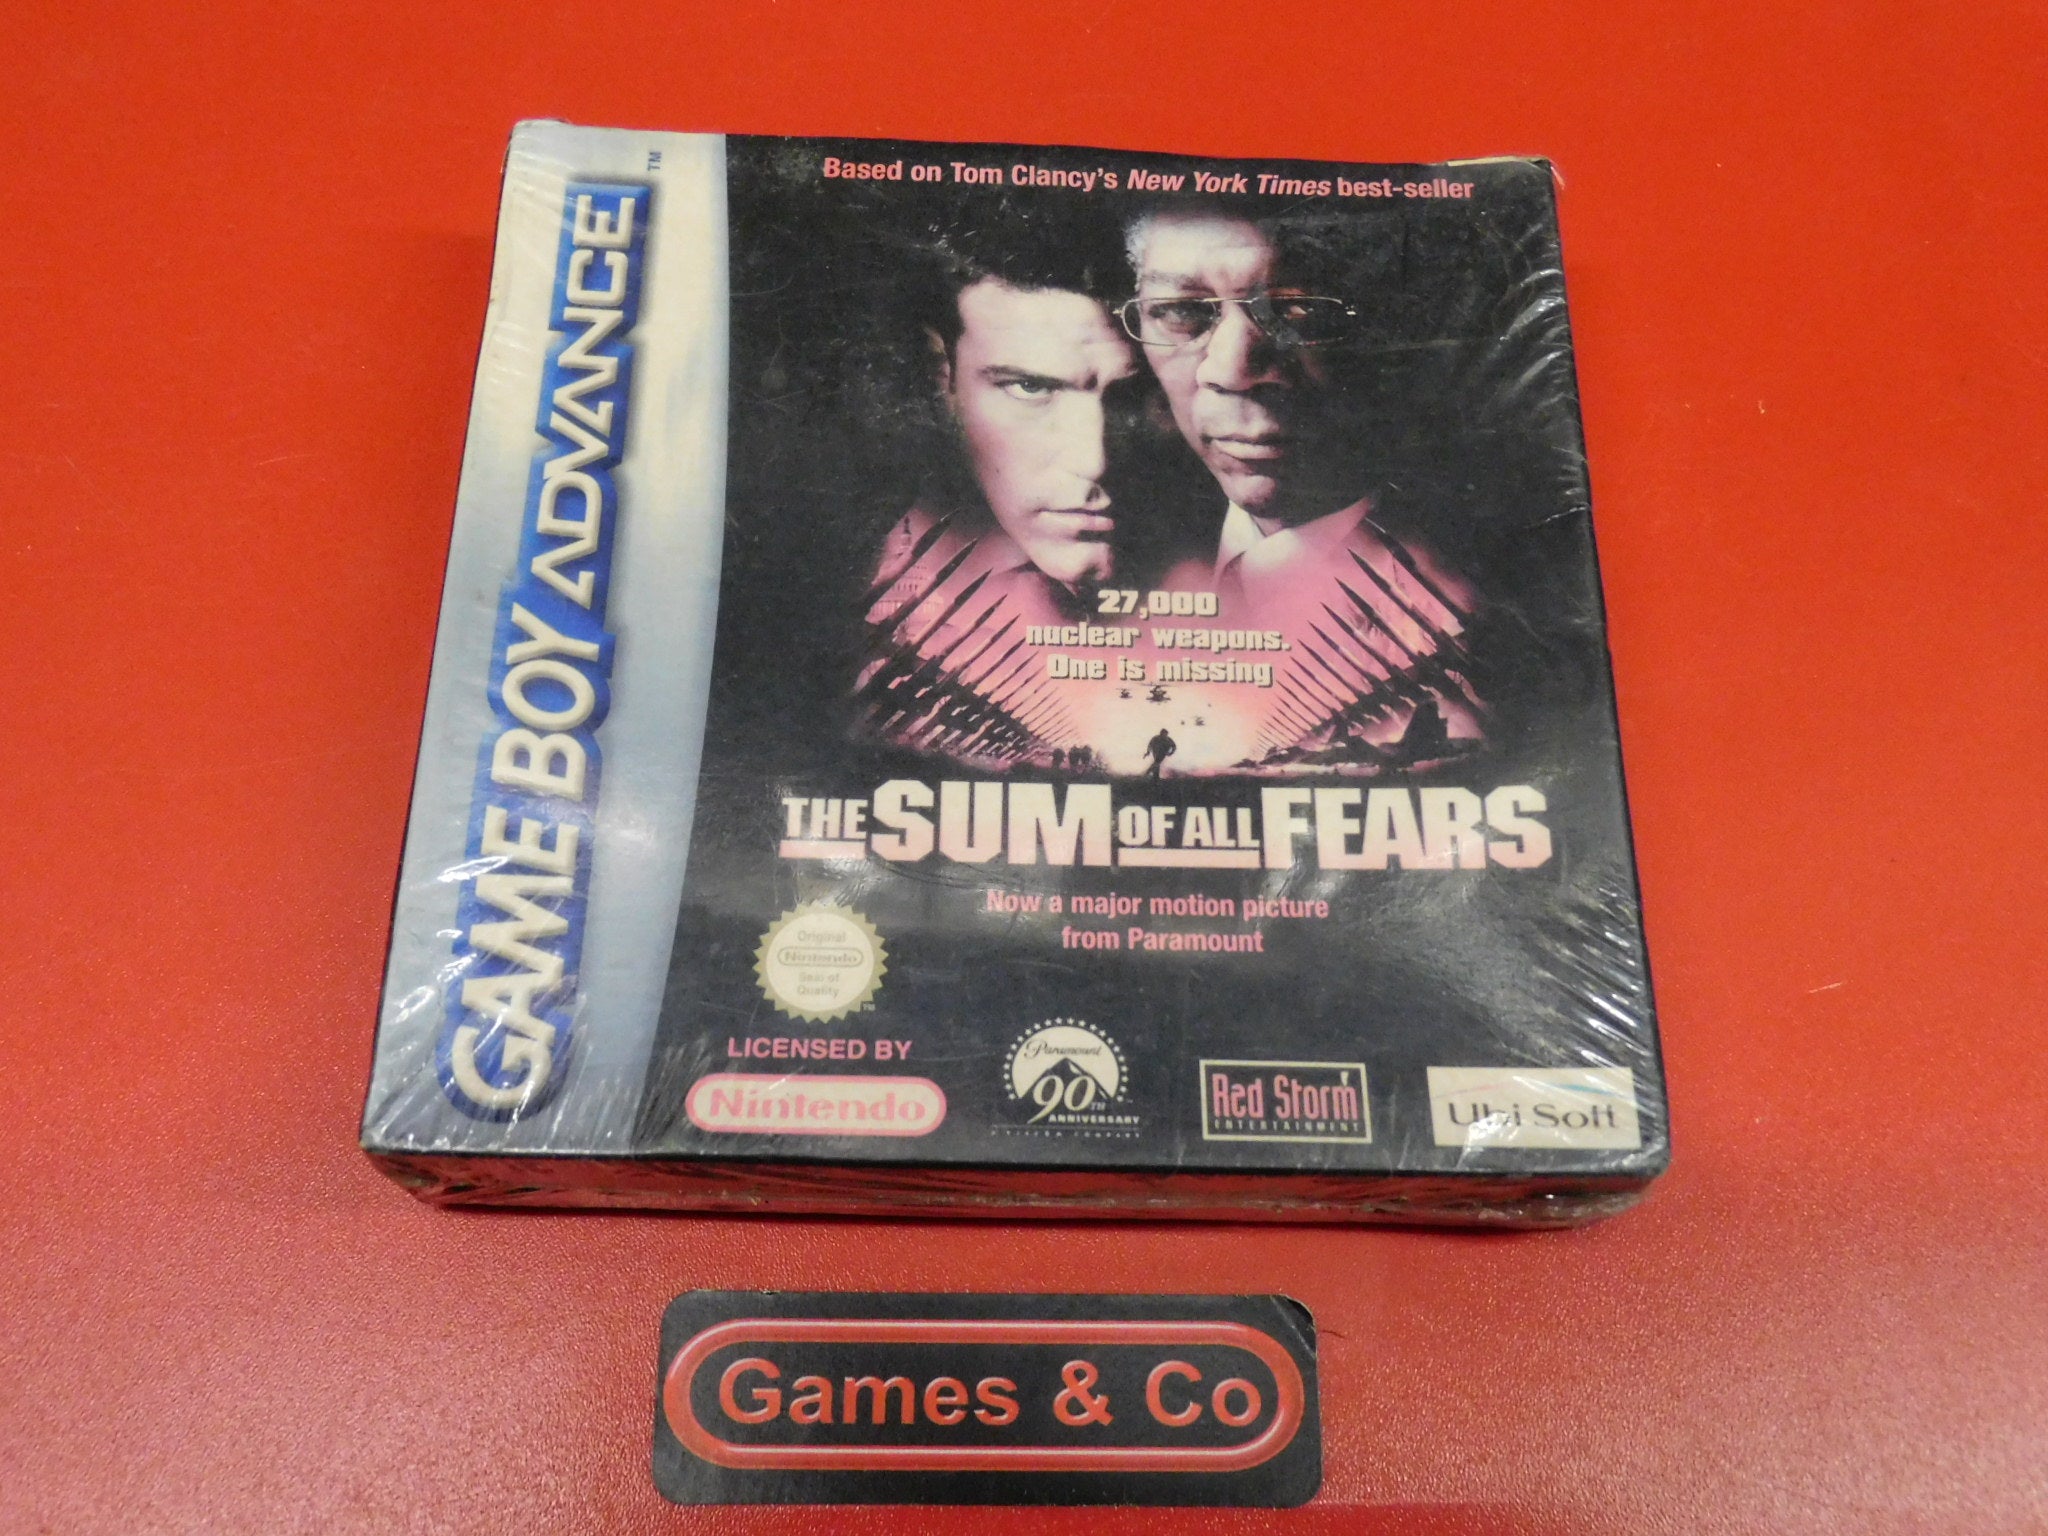 Based on Tom Clancy's New York Times best-seller
GAME BOY ADVANCE™
27,000
nuclear weapons.
One is missing
THE SUM OF ALL FEARS
Now a major motion picture
from Paramount
Original
Nintendo
Seal of
Quality
TM
LICENSED BY
Nintendo
Paramount
90TH
ANNIVERSARY
Red Storm
ENTERTAINMENT
Ubi Soft
Games & Co